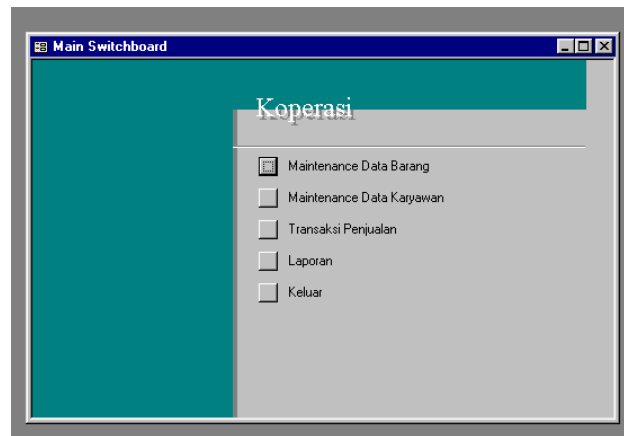 Main Switchboard
Koperasi
Maintenance Data Barang
Maintenance Data Karyawan
Transaksi Penjualan
Laporan
Keluar